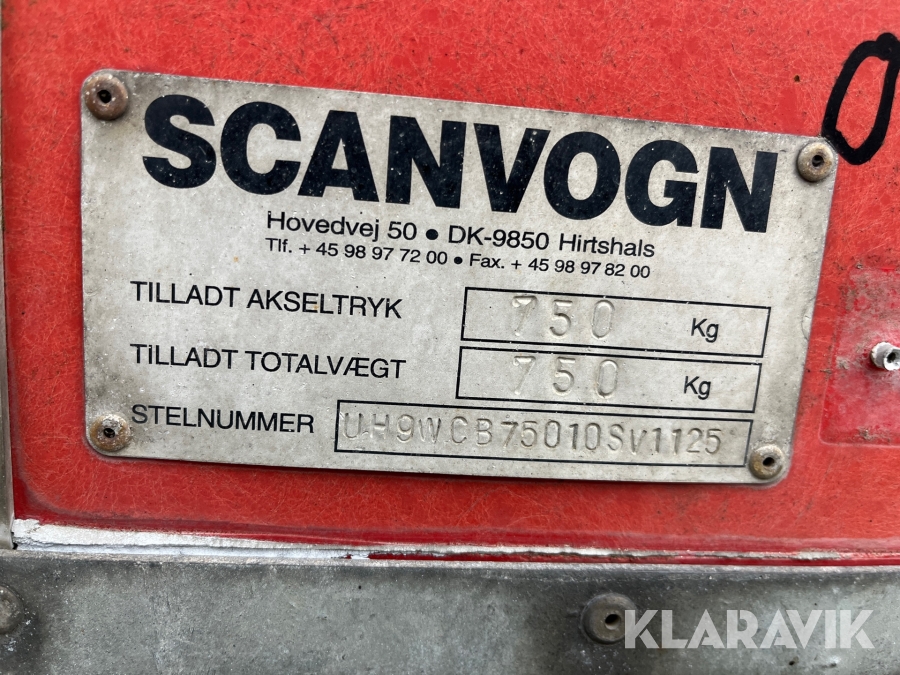 SCANVOGN
Hovedvej 50 • DK-9850 Hirtshals
Tlf. + 45 98 97 72 00 • Fax. + 45 98 97 82 00
TILLADT AKSELTRYK 750 Kg
TILLADT TOTALVÆGT 750 Kg
STELNUMMER UH9WCB75010SV1125
0
KLARAVIK